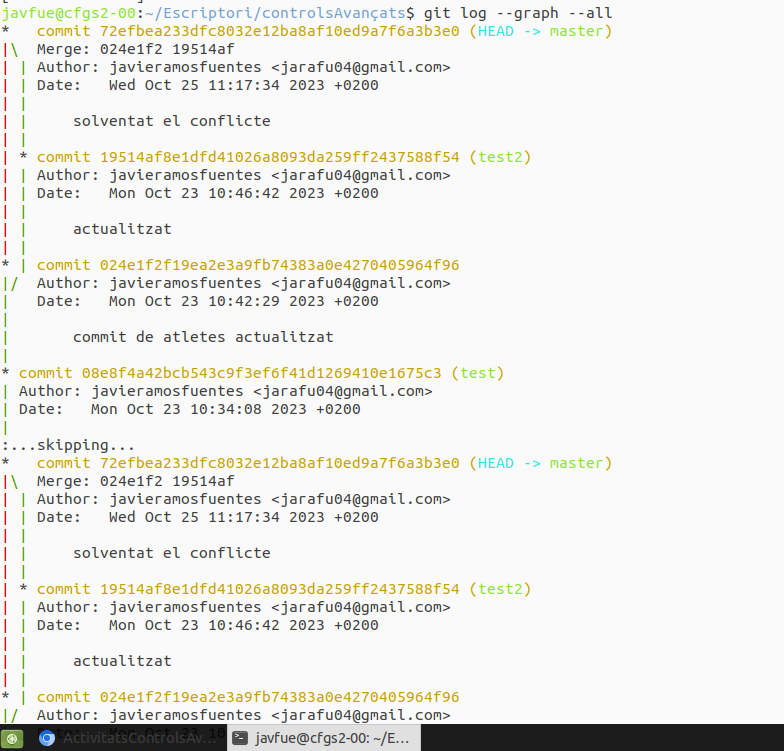 javfue@cfgs2-00:~/Escriptori/controlsAvançats$ git log --graph --all
*   commit 72efbea233dfc8032e12ba8af10ed9a7f6a3b3e0 (HEAD -> master)
|\  Merge: 024e1f2 19514af
| | Author: javieramosfuentes <jarafu04@gmail.com>
| | Date:   Wed Oct 25 11:17:34 2023 +0200
| |
| |     solventat el conflicte
| |
| * commit 19514af8e1dfd41026a8093da259ff2437588f54 (test2)
| | Author: javieramosfuentes <jarafu04@gmail.com>
| | Date:   Mon Oct 23 10:46:42 2023 +0200
| |
| |     actualitzat
| |
* | commit 024e1f2f19ea2e3a9fb74383a0e4270405964f96
|/  Author: javieramosfuentes <jarafu04@gmail.com>
|   Date:   Mon Oct 23 10:42:29 2023 +0200
|
|       commit de atletes actualitzat
|
* commit 08e8f4a42bcb543c9f3ef6f41d1269410e1675c3 (test)
| Author: javieramosfuentes <jarafu04@gmail.com>
| Date:   Mon Oct 23 10:34:08 2023 +0200
|
:...skipping...
*   commit 72efbea233dfc8032e12ba8af10ed9a7f6a3b3e0 (HEAD -> master)
|\  Merge: 024e1f2 19514af
| | Author: javieramosfuentes <jarafu04@gmail.com>
| | Date:   Wed Oct 25 11:17:34 2023 +0200
| |
| |     solventat el conflicte
| |
| * commit 19514af8e1dfd41026a8093da259ff2437588f54 (test2)
| | Author: javieramosfuentes <jarafu04@gmail.com>
| | Date:   Mon Oct 23 10:46:42 2023 +0200
| |
| |     actualitzat
| |
* | commit 024e1f2f19ea2e3a9fb74383a0e4270405964f96
|/  Author: javieramosfuentes <jarafu04@gmail.com>
ActivitatsControlsAv... javfue@cfgs2-00: ~/E...